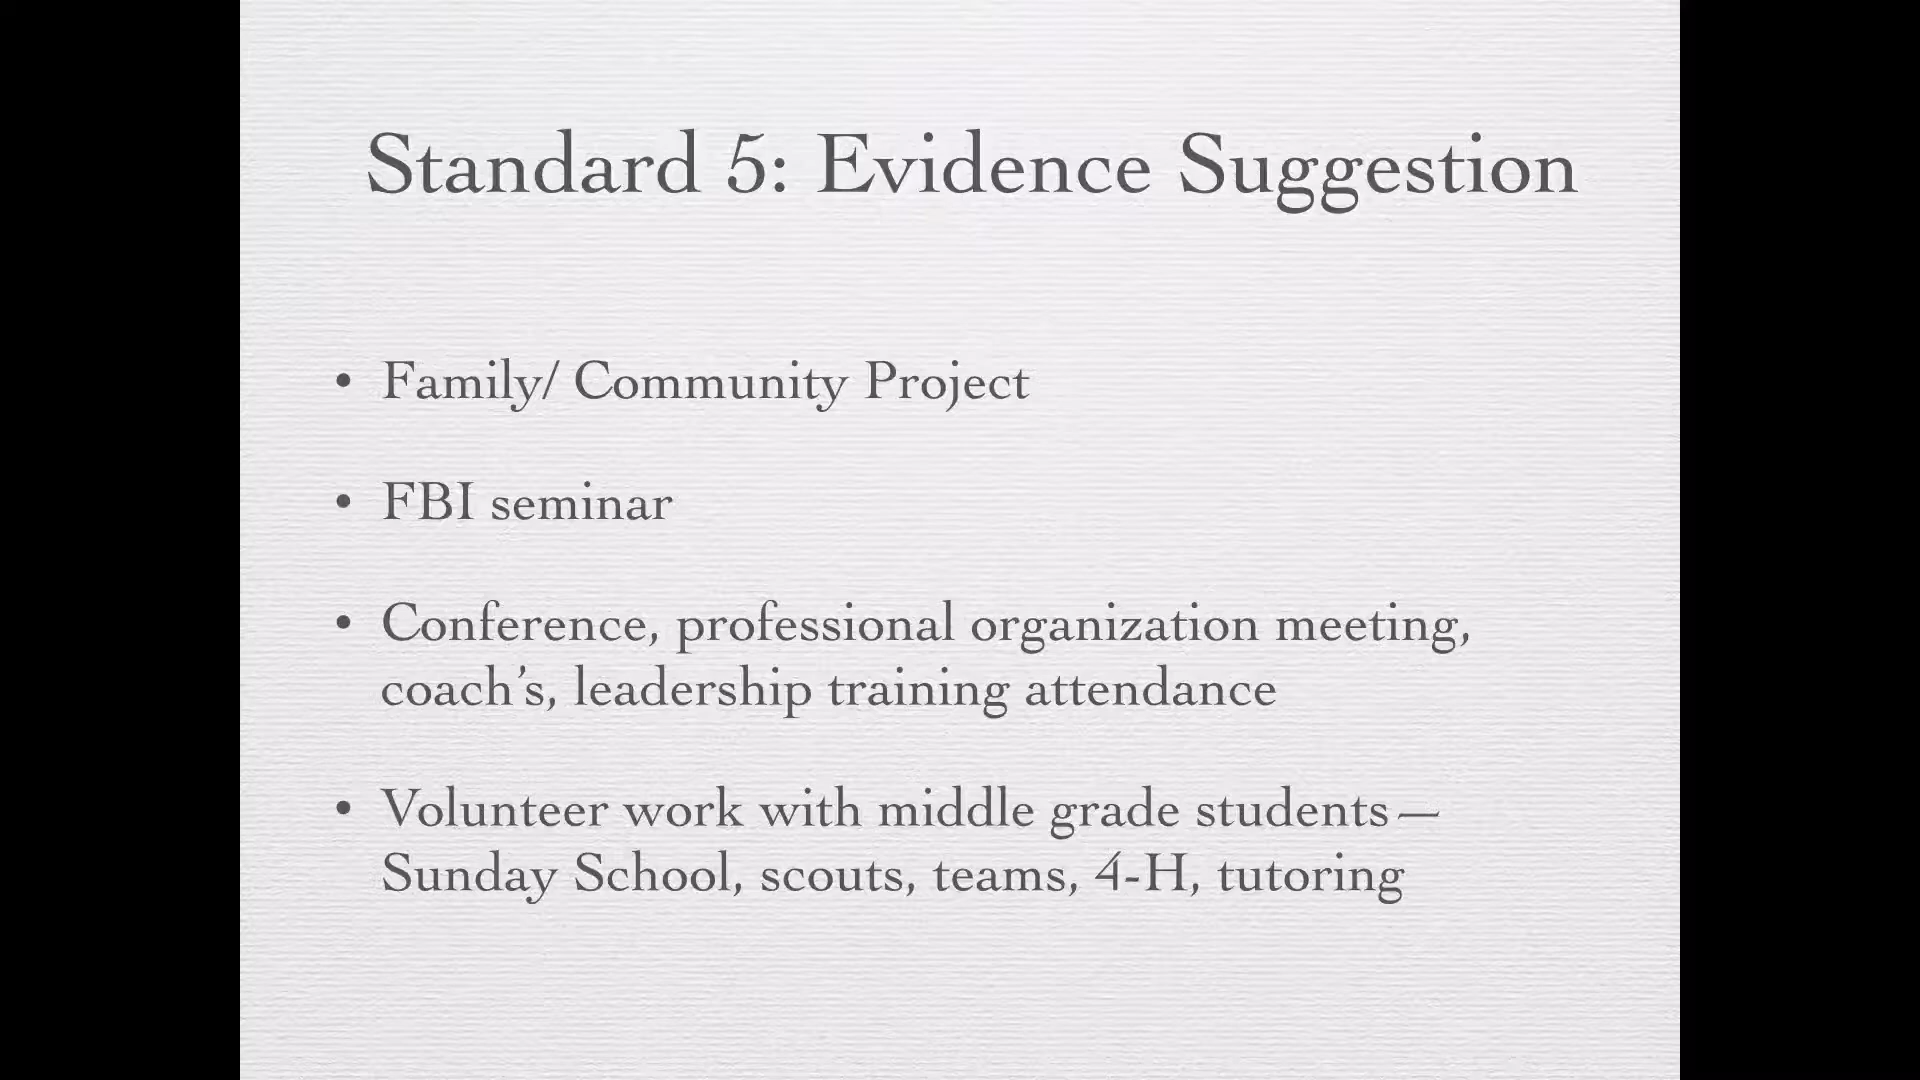 Standard 5: Evidence Suggestion
• Family/ Community Project
• FBI seminar
• Conference, professional organization meeting,
coach’s, leadership training attendance
• Volunteer work with middle grade students—
Sunday School, scouts, teams, 4-H, tutoring